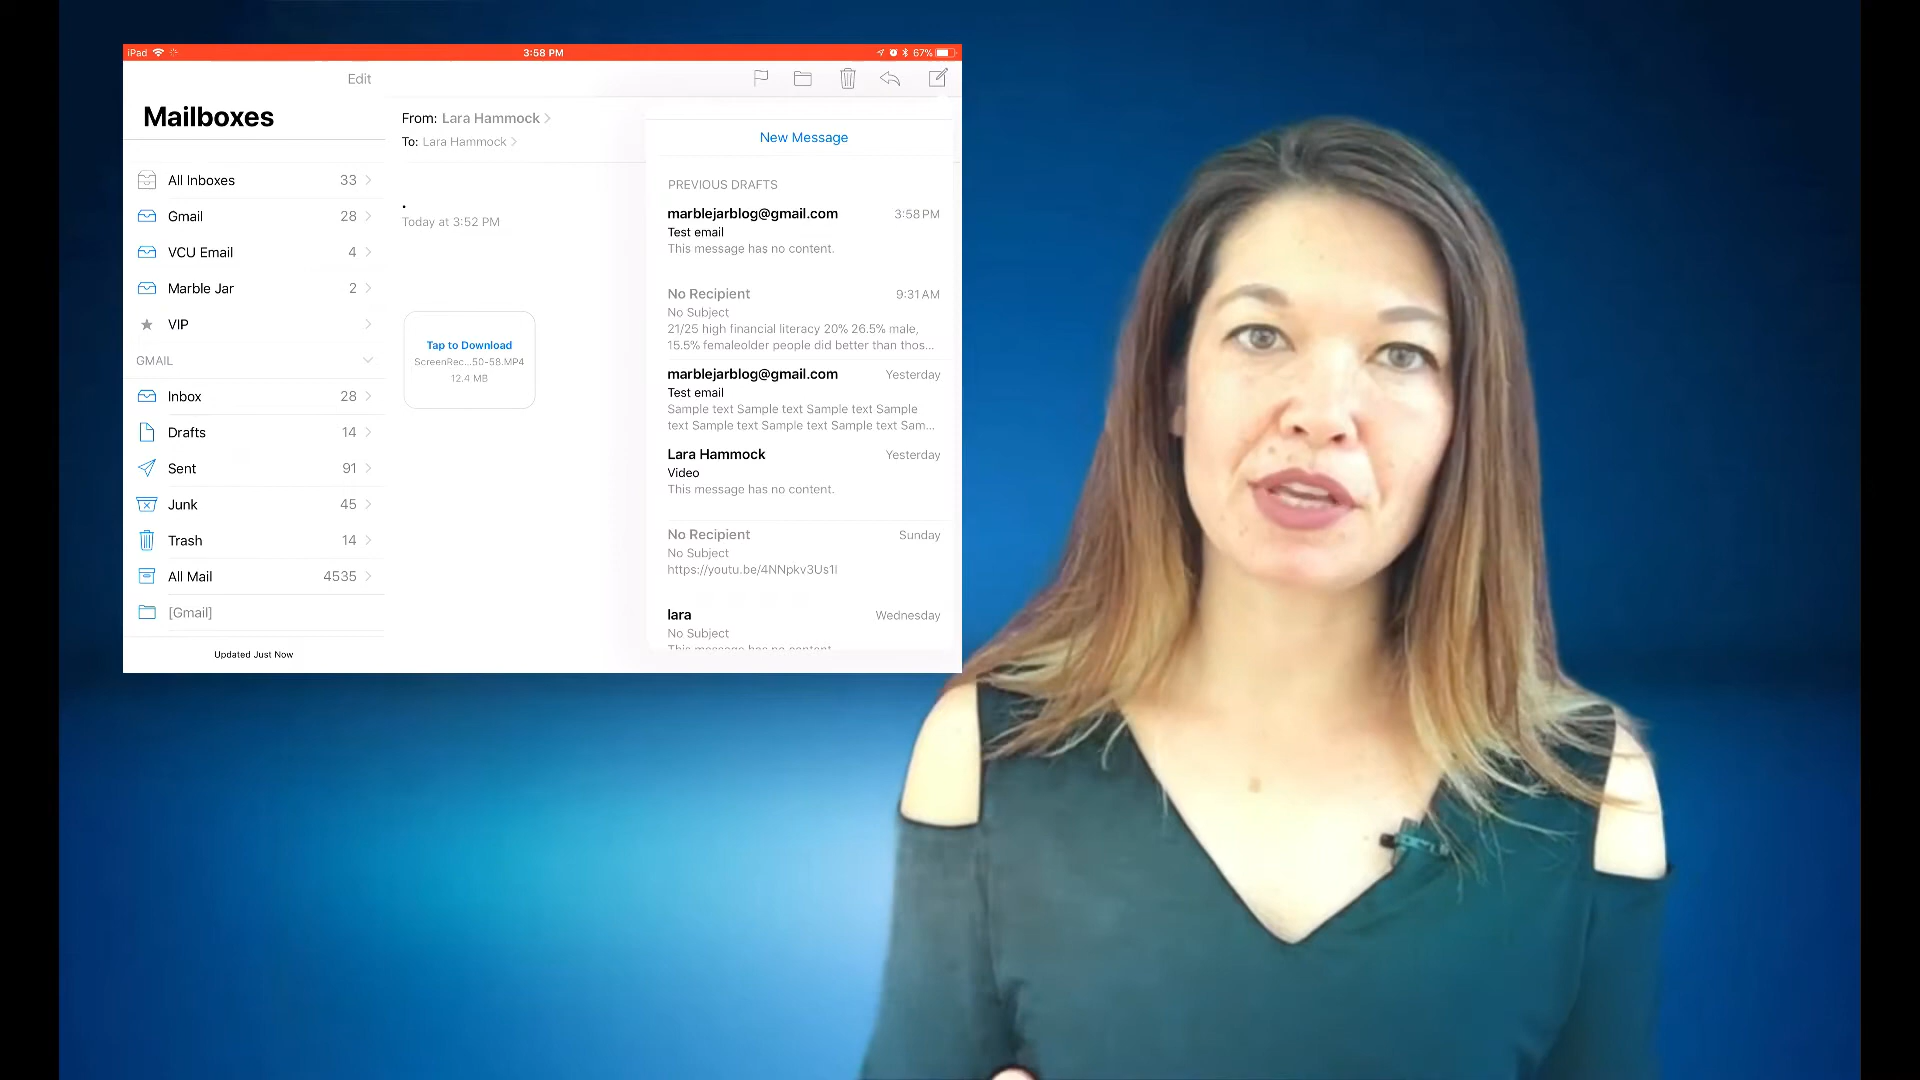 iPad
3:58 PM
67%
Edit
Mailboxes
All Inboxes 33
Gmail 28
VCU Email 4
Marble Jar 2
VIP
GMAIL
Inbox 28
Drafts 14
Sent 91
Junk 45
Trash 14
All Mail 4535
[Gmail]
Updated Just Now
From: Lara Hammock
To: Lara Hammock
.
Today at 3:52 PM
Tap to Download
ScreenRec...50-58.MP4
12.4 MB
New Message
PREVIOUS DRAFTS
marblejarblog@gmail.com 3:58 PM
Test email
This message has no content.
No Recipient 9:31 AM
No Subject
21/25 high financial literacy 20% 26.5% male,
15.5% femaleolder people did better than thos...
marblejarblog@gmail.com Yesterday
Test email
Sample text Sample text Sample text Sample
text Sample text Sample text Sample text Sam...
Lara Hammock Yesterday
Video
This message has no content.
No Recipient Sunday
No Subject
https://youtu.be/4NNpkv3Us1I
lara Wednesday
No Subject
This message has no content.